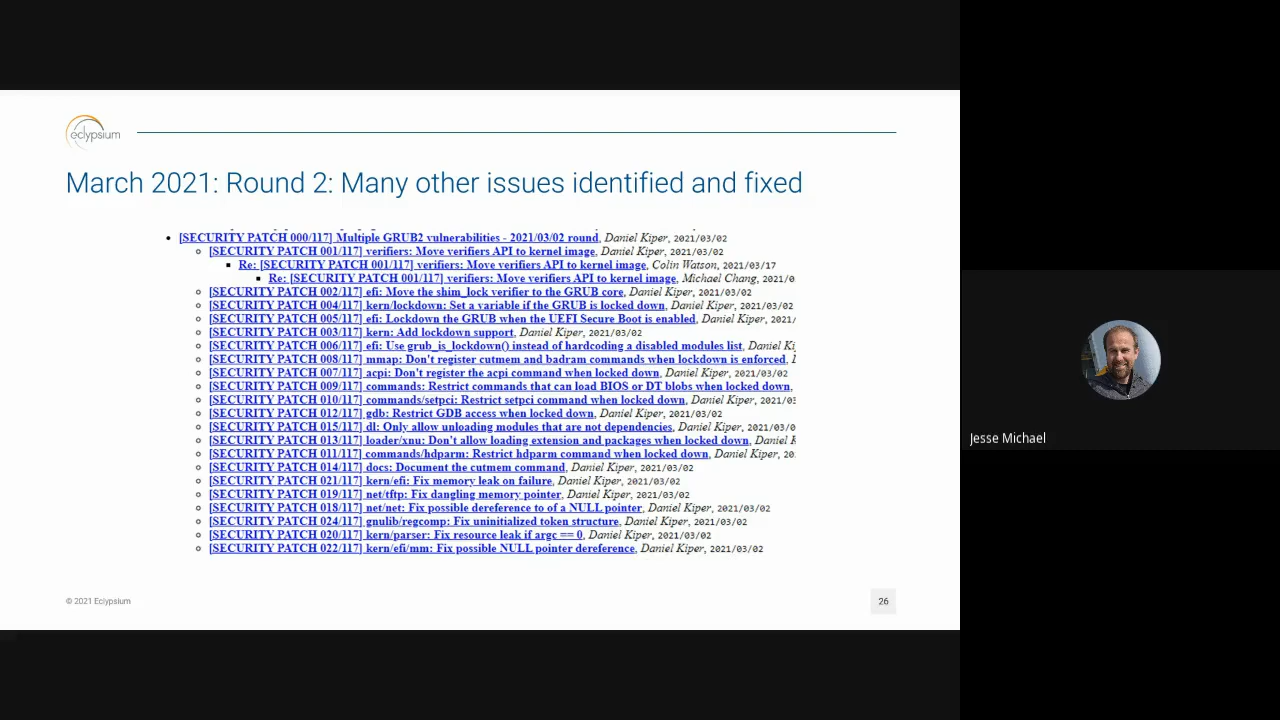 eclypsium
March 2021: Round 2: Many other issues identified and fixed
[SECURITY PATCH 000/117] Multiple GRUB2 vulnerabilities - 2021/03/02 round, Daniel Kiper, 2021/03/02
[SECURITY PATCH 001/117] verifiers: Move verifiers API to kernel image, Daniel Kiper, 2021/03/02
Re: [SECURITY PATCH 001/117] verifiers: Move verifiers API to kernel image, Colin Watson, 2021/03/17
Re: [SECURITY PATCH 001/117] verifiers: Move verifiers API to kernel image, Michael Chang, 2021/0
[SECURITY PATCH 002/117] efi: Move the shim_lock verifier to the GRUB core, Daniel Kiper, 2021/03/02
[SECURITY PATCH 004/117] kern/lockdown: Set a variable if the GRUB is locked down, Daniel Kiper, 2021/03/02
[SECURITY PATCH 005/117] efi: Lockdown the GRUB when the UEFI Secure Boot is enabled, Daniel Kiper, 2021/
[SECURITY PATCH 003/117] kern: Add lockdown support, Daniel Kiper, 2021/03/02
[SECURITY PATCH 006/117] efi: Use grub_is_lockdown() instead of hardcoding a disabled modules list, Daniel Ki
[SECURITY PATCH 008/117] mmap: Don't register cutmem and badram commands when lockdown is enforced,
[SECURITY PATCH 007/117] acpi: Don't register the acpi command when locked down, Daniel Kiper, 2021/03/02
[SECURITY PATCH 009/117] commands: Restrict commands that can load BIOS or DT blobs when locked down,
[SECURITY PATCH 010/117] commands/setpci: Restrict setpci command when locked down, Daniel Kiper, 2021/03
[SECURITY PATCH 012/117] gdb: Restrict GDB access when locked down, Daniel Kiper, 2021/03/02
[SECURITY PATCH 015/117] dl: Only allow unloading modules that are not dependencies, Daniel Kiper, 2021/03/0
[SECURITY PATCH 013/117] loader/xnu: Don't allow loading extension and packages when locked down, Daniel K
[SECURITY PATCH 011/117] commands/hdparm: Restrict hdparm command when locked down, Daniel Kiper, 20
[SECURITY PATCH 014/117] docs: Document the cutmem command, Daniel Kiper, 2021/03/02
[SECURITY PATCH 021/117] kern/efi: Fix memory leak on failure, Daniel Kiper, 2021/03/02
[SECURITY PATCH 019/117] net/tftp: Fix dangling memory pointer, Daniel Kiper, 2021/03/02
[SECURITY PATCH 018/117] net/net: Fix possible dereference to of a NULL pointer, Daniel Kiper, 2021/03/02
[SECURITY PATCH 024/117] gnulib/regcomp: Fix uninitialized token structure, Daniel Kiper, 2021/03/02
[SECURITY PATCH 020/117] kern/parser: Fix resource leak if argc == 0, Daniel Kiper, 2021/03/02
[SECURITY PATCH 022/117] kern/efi/mm: Fix possible NULL pointer dereference, Daniel Kiper, 2021/03/02
© 2021 Eclypsium
26
Jesse Michael